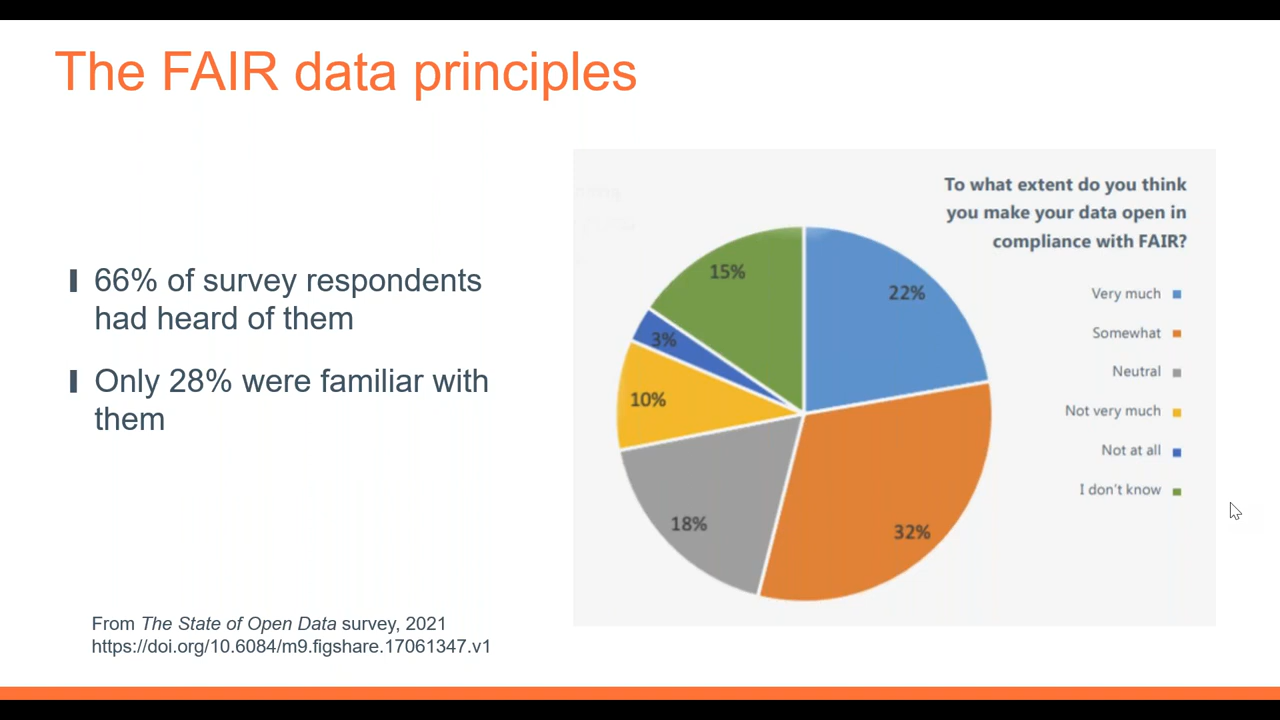 The FAIR data principles
66% of survey respondents
had heard of them
Only 28% were familiar with
them
From The State of Open Data survey, 2021
https://doi.org/10.6084/m9.figshare.17061347.v1
To what extent do you think
you make your data open in
compliance with FAIR?
Very much
Somewhat
Neutral
Not very much
Not at all
I don't know
22%
32%
18%
10%
3%
15%